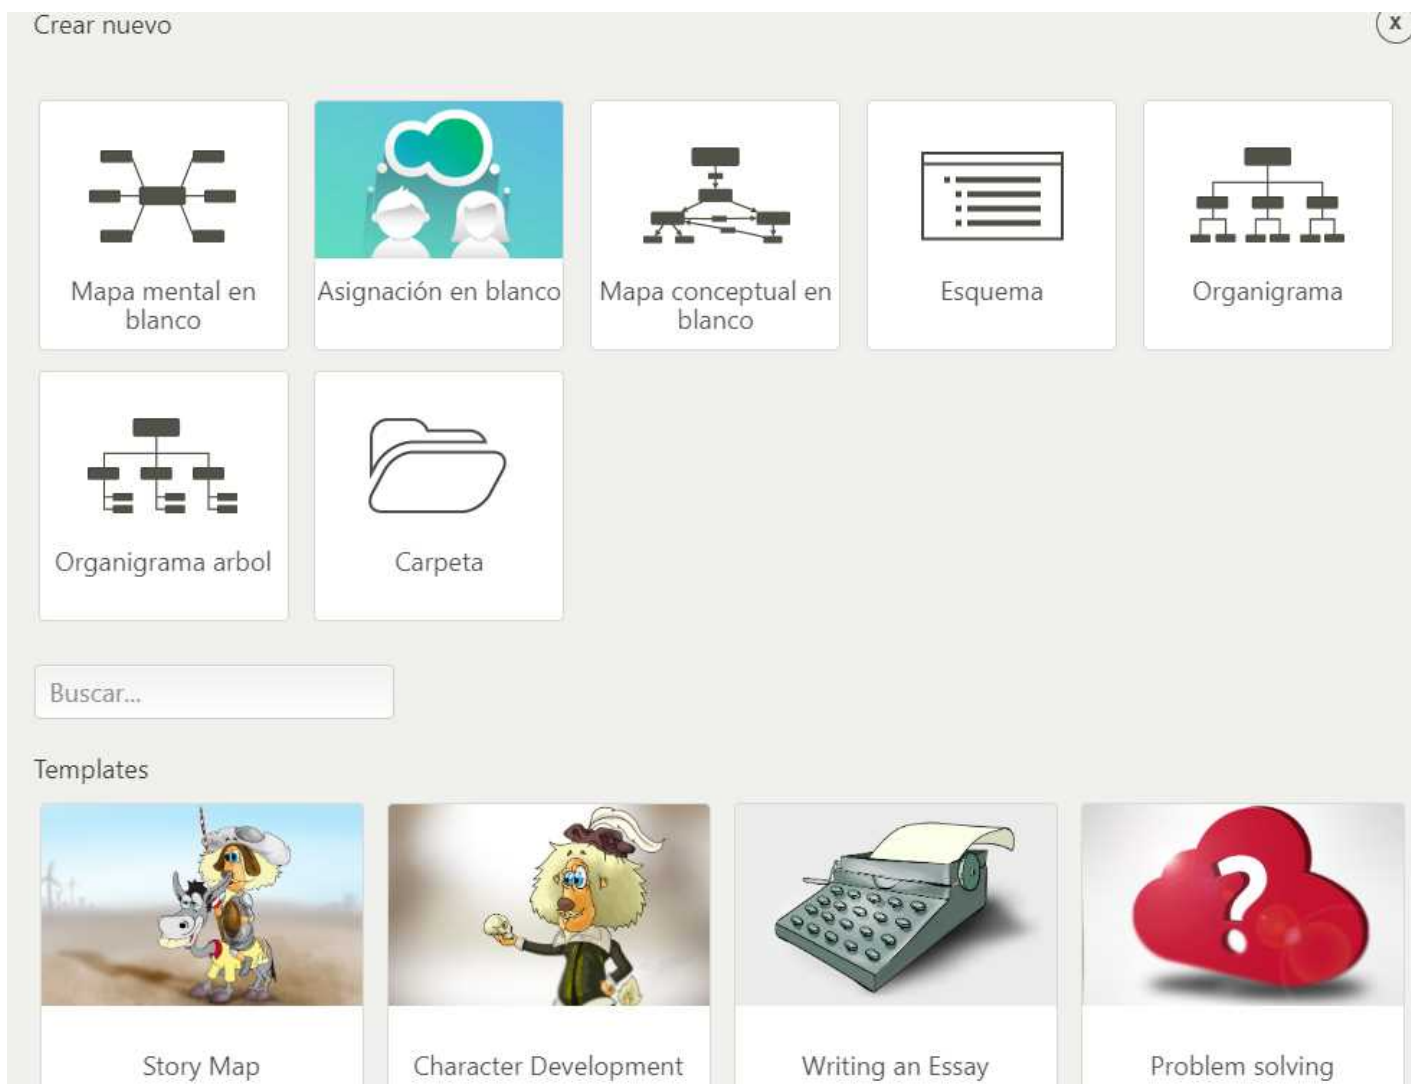 Crear nuevo
x
Mapa mental en
blanco
Asignación en blanco
Mapa conceptual en
blanco
Esquema
Organigrama
Organigrama arbol
Carpeta
Buscar...
Templates
?
Story Map
Character Development
Writing an Essay
Problem solving